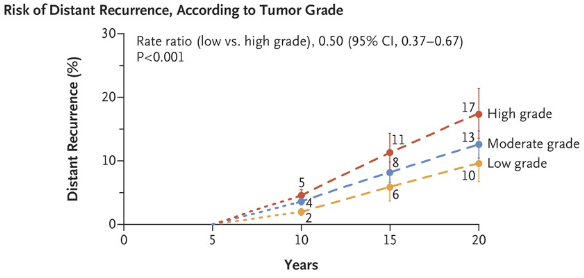 Risk of Distant Recurrence, According to Tumor Grade
30
Rate ratio (low vs. high grade), 0.50 (95% CI, 0.37–0.67)
P<0.001
20
10
0
Distant Recurrence (%)
5
4
2
11
8
6
17
High grade
13
Moderate grade
10
Low grade
0
5
10
15
20
Years